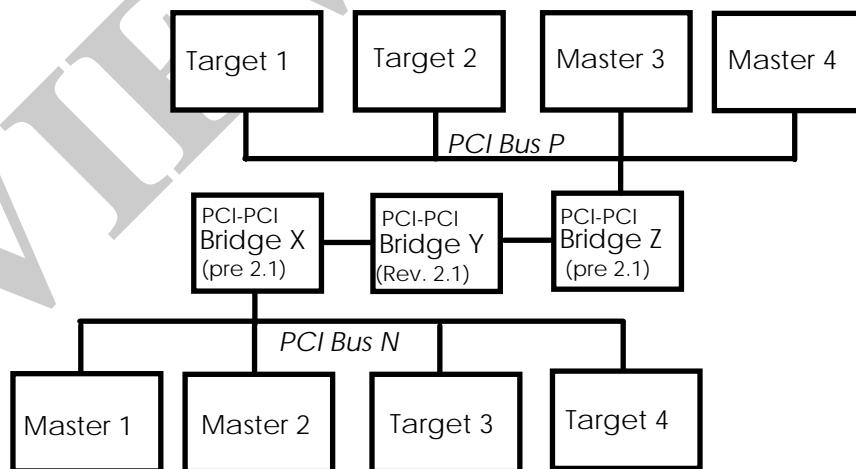 Target 1
Target 2
Master 3
Master 4
PCI Bus P
PCI-PCI
Bridge X
(pre 2.1)
PCI-PCI
Bridge Y
(Rev. 2.1)
PCI-PCI
Bridge Z
(pre 2.1)
PCI Bus N
Master 1
Master 2
Target 3
Target 4